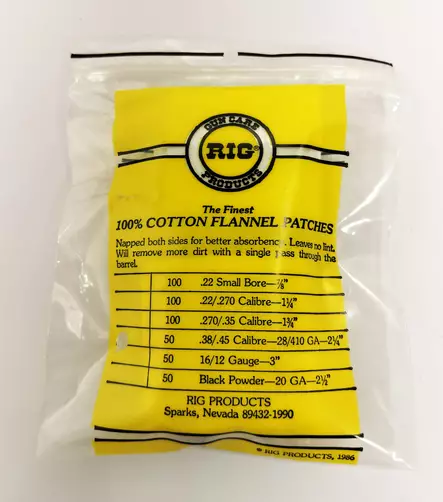 GUN CARE
RIG®
PRODUCTS
The Finest
100% COTTON FLANNEL PATCHES
Napped both sides for better absorbency. Leaves no lint.
Will remove more dirt with a single pass through the
barrel.
100 .22 Small Bore—⅞"
100 .22/.270 Calibre—1¼"
100 .270/.35 Calibre—1¾"
50 .38/.45 Calibre—28/410 GA—2¼"
50 16/12 Gauge—3"
50 Black Powder—20 GA—2½"
RIG PRODUCTS
Sparks, Nevada 89432-1990
® RIG PRODUCTS, 1986